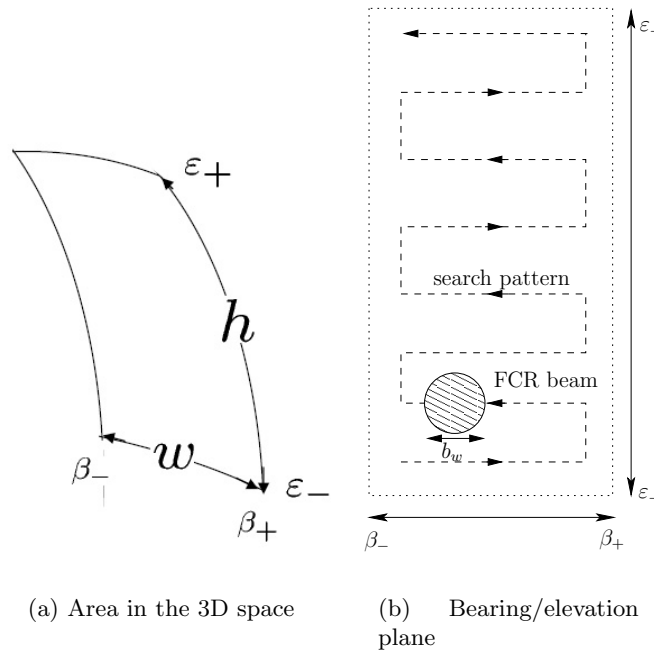 ε₊
h
w
β₋
ε₋
β₊
ε
search pattern
FCR beam
b_w
ε
β₋
β₊
(a) Area in the 3D space
(b) Bearing/elevation
plane